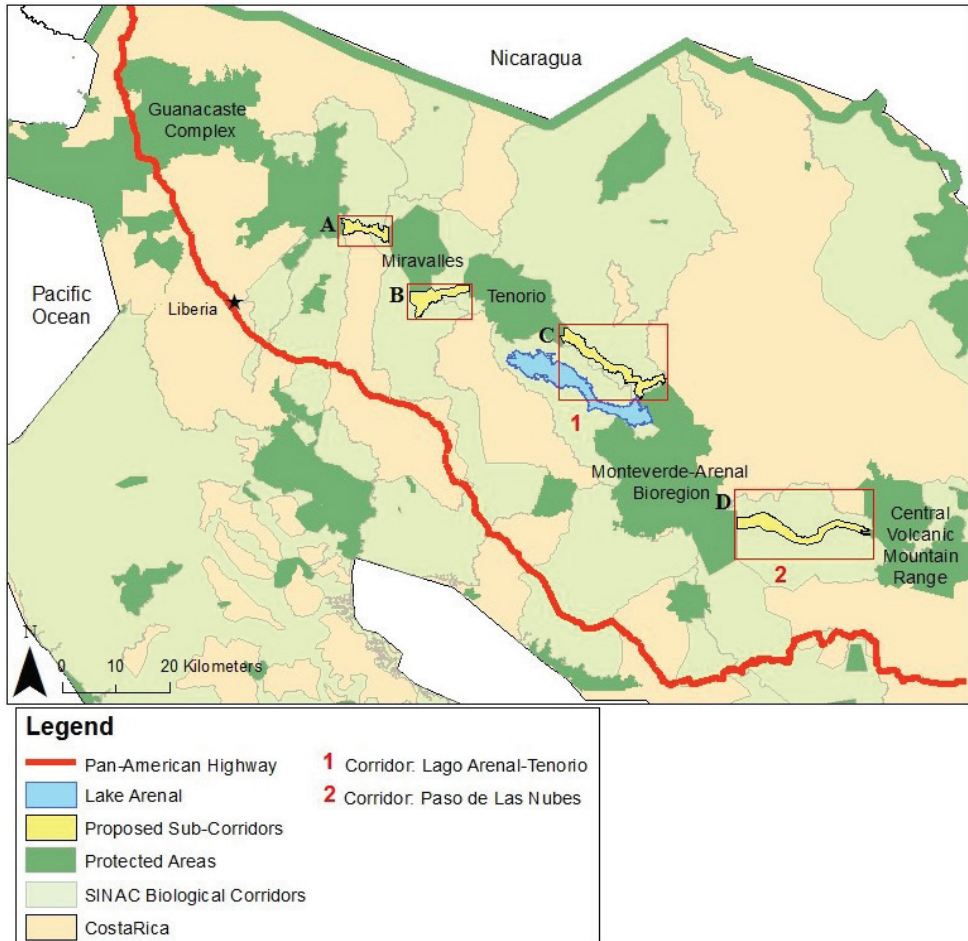 Nicaragua
Guanacaste
Complex
A
Miravalles
Pacific
Ocean
Liberia
B
Tenorio
C
1
Monteverde-Arenal
Bioregion
D
Central
Volcanic
Mountain
Range
2
N
0 10 20 Kilometers
Legend
Pan-American Highway
Lake Arenal
Proposed Sub-Corridors
Protected Areas
SINAC Biological Corridors
CostaRica
1 Corridor: Lago Arenal-Tenorio
2 Corridor: Paso de Las Nubes